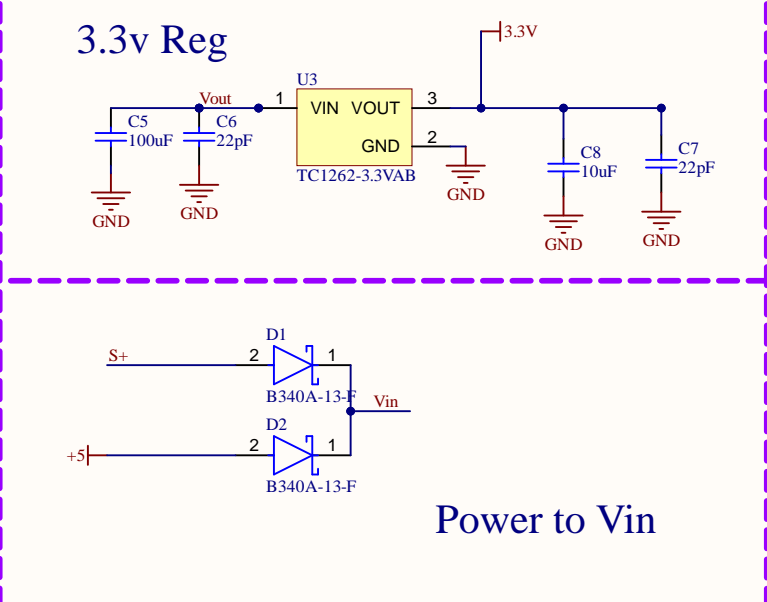 3.3v Reg
3.3V
U3
Vout
1
VIN VOUT
3
C5
100uF
C6
22pF
GND
2
TC1262-3.3VAB
C8
10uF
C7
22pF
GND
GND
GND
GND
GND
D1
S+
2
1
B340A-13-F
Vin
D2
+5
2
1
B340A-13-F
Power to Vin